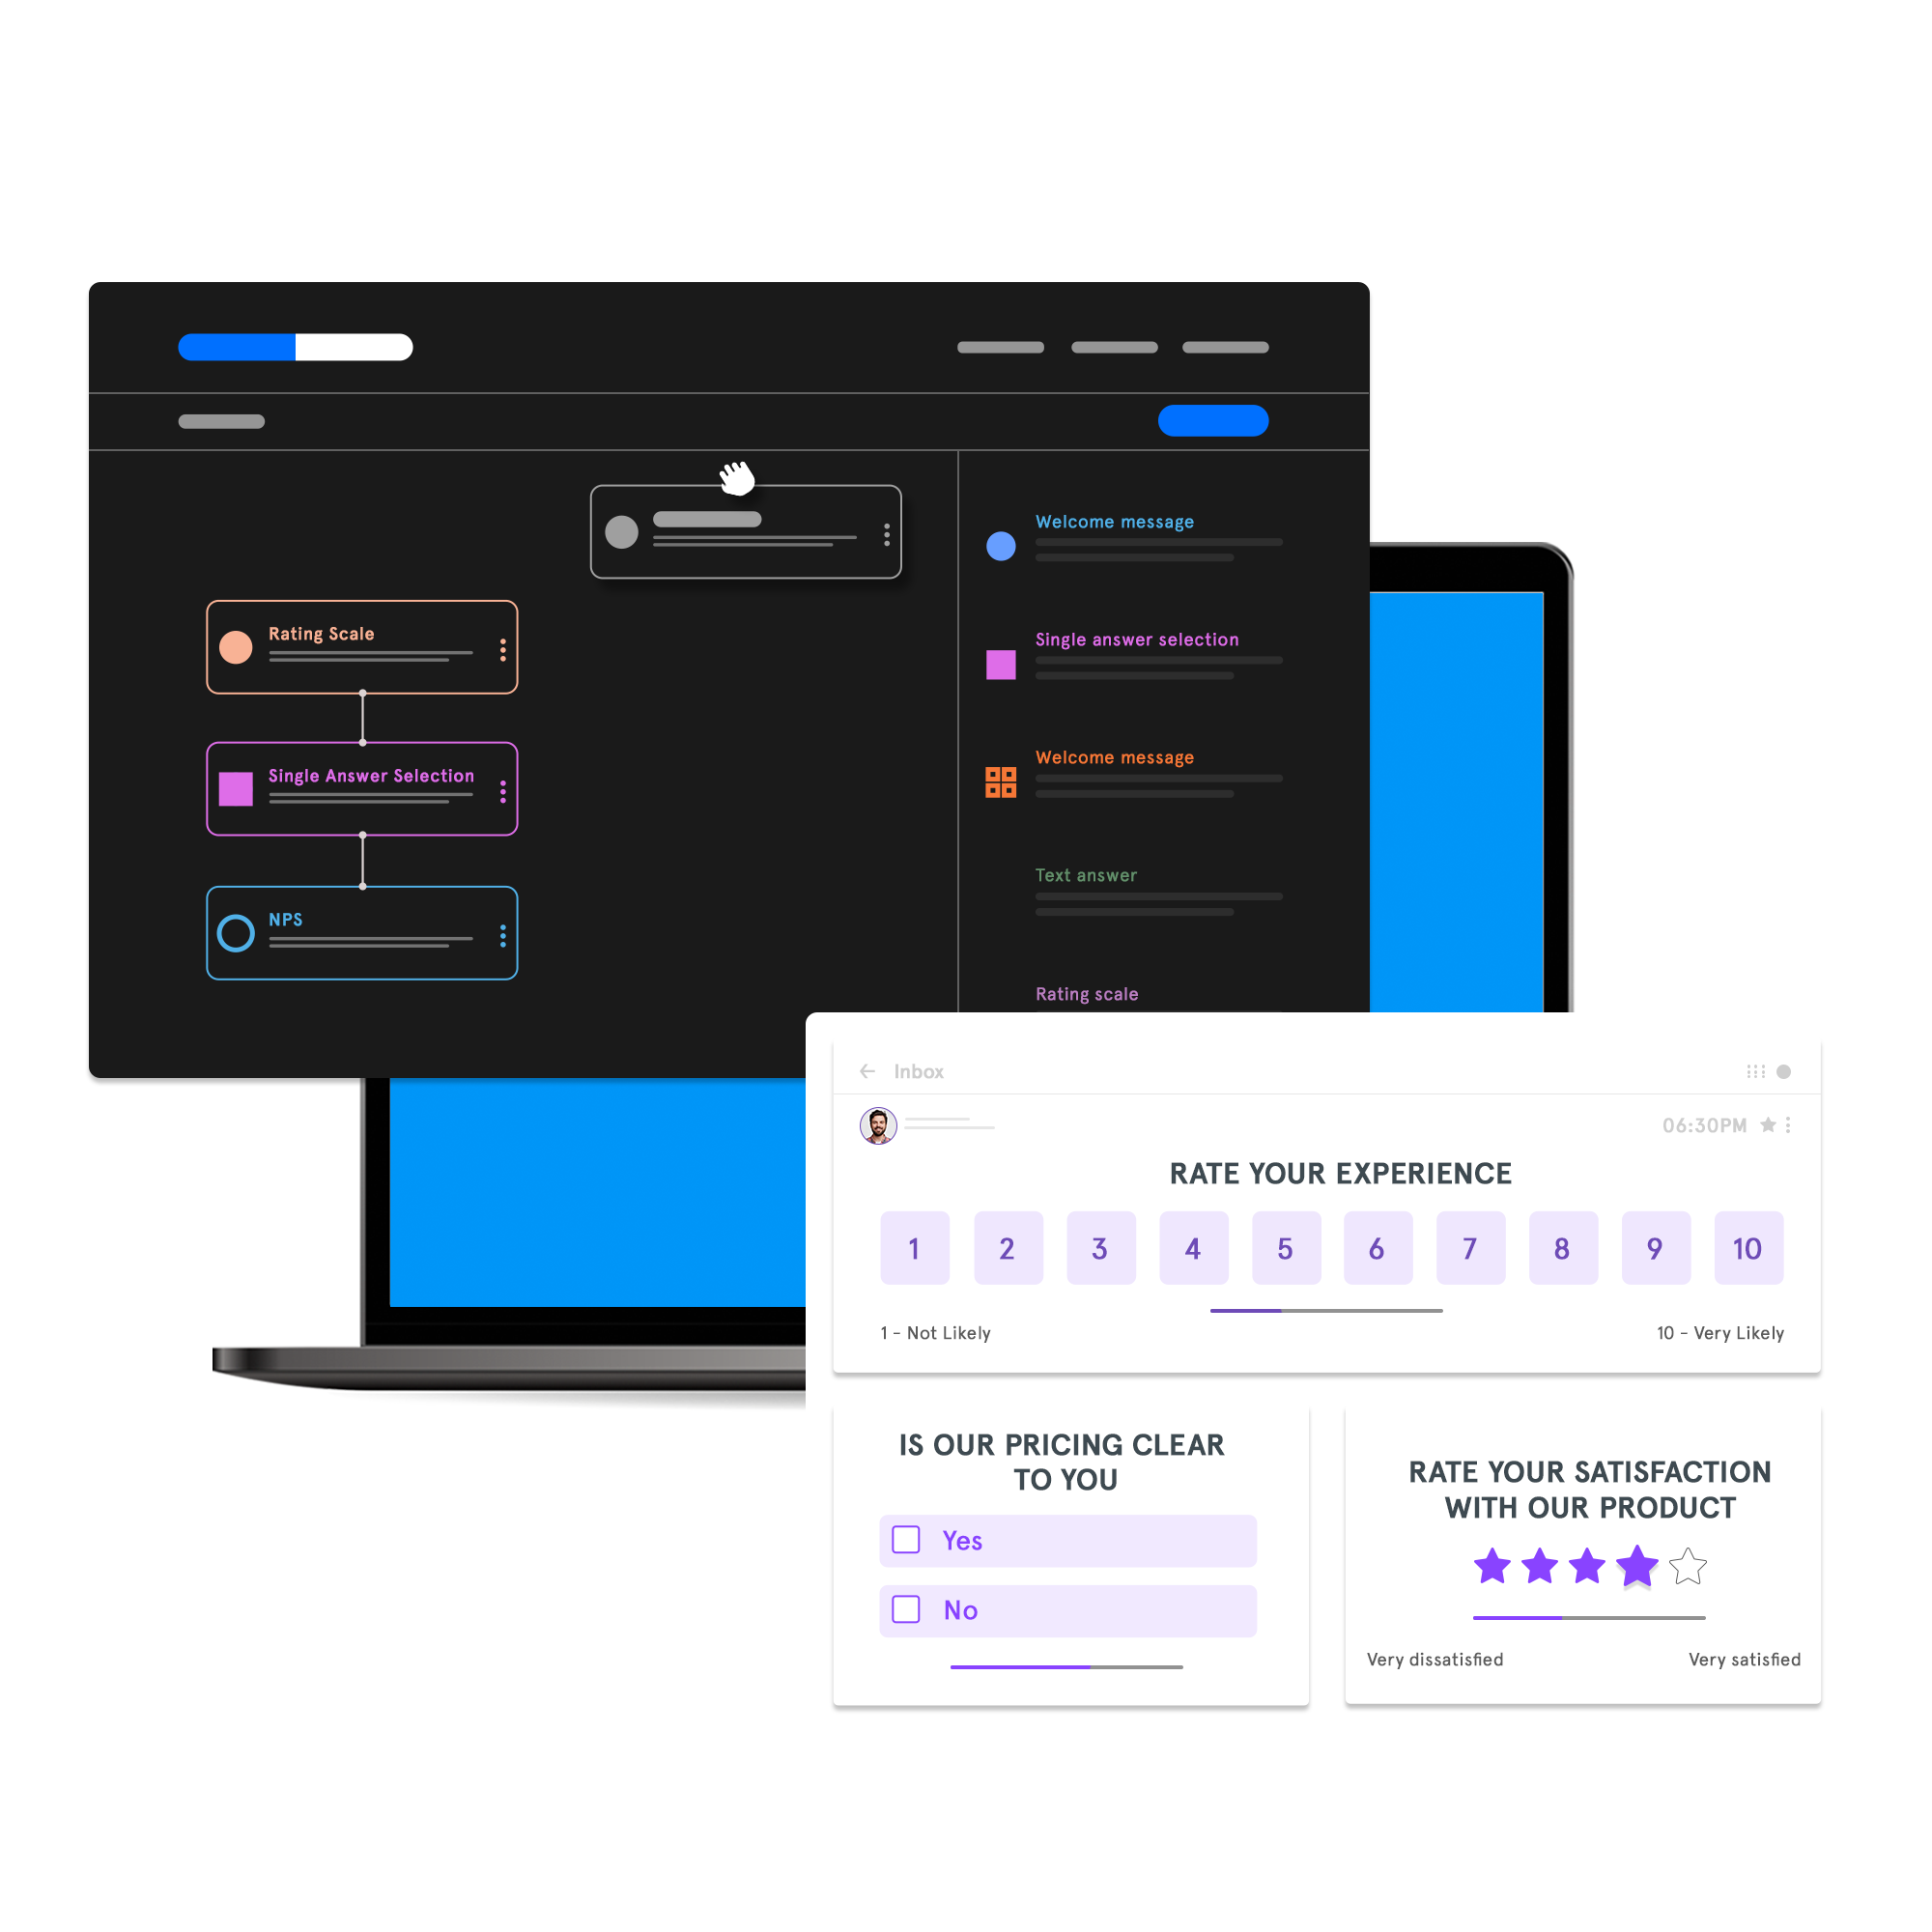 Rating Scale
Single Answer Selection
NPS
Welcome message
Single answer selection
Welcome message
Text answer
Rating scale
Inbox
06:30PM
RATE YOUR EXPERIENCE
1 2 3 4 5 6 7 8 9 10
1 - Not Likely
10 - Very Likely
IS OUR PRICING CLEAR
TO YOU
Yes
No
RATE YOUR SATISFACTION
WITH OUR PRODUCT
Very dissatisfied
Very satisfied